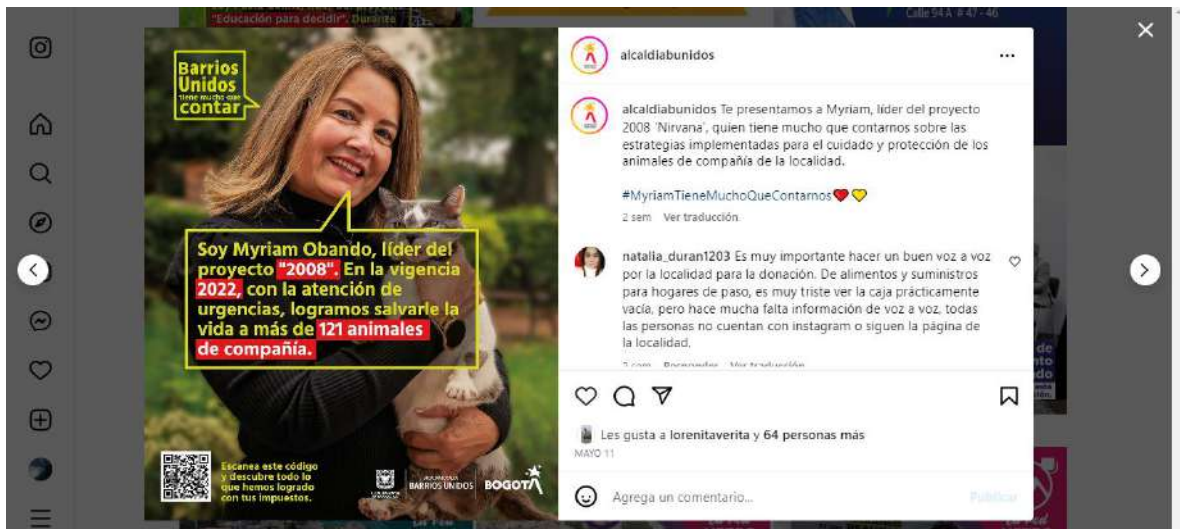 "Educación para decidir". Durante
Calle 94A # 47 - 46
Barrios
Unidos
tiene mucho que
contar
Soy Myriam Obando, líder del
proyecto "2008". En la vigencia
2022, con la atención de
urgencias, logramos salvarle la
vida a más de 121 animales
de compañía.
Escanea este código
y descubre todo lo
que hemos logrado
con tus impuestos.
BARRIOS UNIDOS
BOGOTÁ
alcaldiabunidos
alcaldiabunidos Te presentamos a Myriam, líder del proyecto
2008 'Nirvana', quien tiene mucho que contarnos sobre las
estrategias implementadas para el cuidado y protección de los
animales de compañía de la localidad.
#MyriamTieneMuchoQueContarnos
2 sem Ver traducción
natalia_duran1203 Es muy importante hacer un buen voz a voz
por la localidad para la donación. De alimentos y suministros
para hogares de paso, es muy triste ver la caja prácticamente
vacía, pero hace mucha falta información de voz a voz, todas
las personas no cuentan con instagram o siguen la página de
la localidad.
2 sem Responder Ver traducción
Les gusta a lorenitaverita y 64 personas más
MAYO 11
Agrega un comentario...
Publicar